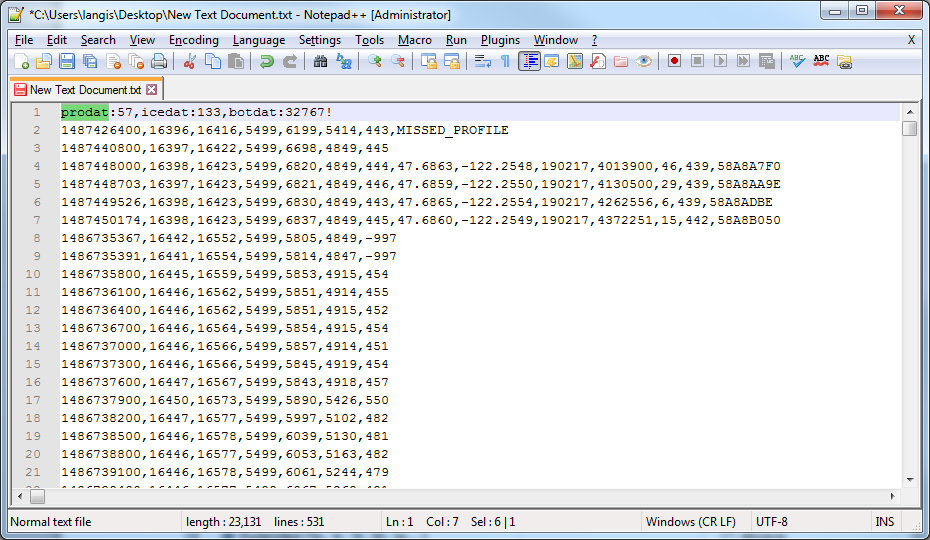 *C:\Users\langis\Desktop\New Text Document.txt - Notepad++ [Administrator]
File Edit Search View Encoding Language Settings Tools Macro Run Plugins Window ? X
New Text Document.txt
1 prodat:57,icedat:133,botdat:32767!
2 1487426400,16396,16416,5499,6199,5414,443,MISSED_PROFILE
3 1487440800,16397,16422,5499,6698,4849,445
4 1487448000,16398,16423,5499,6820,4849,444,47.6863,-122.2548,190217,4013900,46,439,58A8A7F0
5 1487448703,16397,16423,5499,6821,4849,446,47.6859,-122.2550,190217,4130500,29,439,58A8AA9E
6 1487449526,16398,16423,5499,6830,4849,443,47.6865,-122.2554,190217,4262556,6,439,58A8ADBE
7 1487450174,16398,16423,5499,6837,4849,445,47.6860,-122.2549,190217,4372251,15,442,58A8B050
8 1486735367,16442,16552,5499,5805,4849,-997
9 1486735391,16441,16554,5499,5814,4847,-997
10 1486735800,16445,16559,5499,5853,4915,454
11 1486736100,16446,16562,5499,5851,4914,455
12 1486736400,16446,16562,5499,5851,4915,452
13 1486736700,16446,16564,5499,5854,4915,454
14 1486737000,16446,16566,5499,5857,4914,451
15 1486737300,16446,16566,5499,5845,4919,454
16 1486737600,16447,16567,5499,5843,4918,457
17 1486737900,16450,16573,5499,5890,5426,550
18 1486738200,16447,16577,5499,5997,5102,482
19 1486738500,16446,16578,5499,6039,5130,481
20 1486738800,16446,16577,5499,6053,5163,482
21 1486739100,16446,16578,5499,6061,5244,479
Normal text file length : 23,131 lines : 531 Ln : 1 Col : 7 Sel : 6 | 1 Windows (CR LF) UTF-8 INS